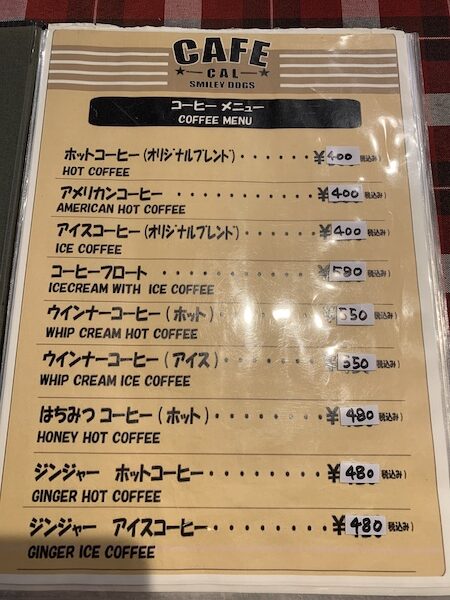 CAFE
★ CAL ★
SMILEY DOGS
コーヒー メニュー
COFFEE MENU
ホットコーヒー (オリジナルブレンド) ・・・・・・ ¥400 (税込み)
HOT COFFEE
アメリカンコーヒー ・・・・・・・・・・・ ¥400 (税込み)
AMERICAN HOT COFFEE
アイスコーヒー (オリジナルブレンド) ・・・・・・ ¥400 (税込み)
ICE COFFEE
コーヒーフロート ・・・・・・・・・・・ ¥580 (税込み)
ICECREAM WITH ICE COFFEE
ウインナーコーヒー ( ホット ) ・・・・・・・ ¥550 (税込み)
WHIP CREAM HOT COFFEE
ウインナーコーヒー ( アイス ) ・・・・・・・ ¥550 (税込み)
WHIP CREAM ICE COFFEE
はちみつ コーヒー ( ホット ) ・・・・・・・・ ¥480 (税込み)
HONEY HOT COFFEE
ジンジャー ホットコーヒー ・・・・・・・・ ¥480 (税込み)
GINGER HOT COFFEE
ジンジャー アイスコーヒー ・・・・・・・・ ¥480 (税込み)
GINGER ICE COFFEE